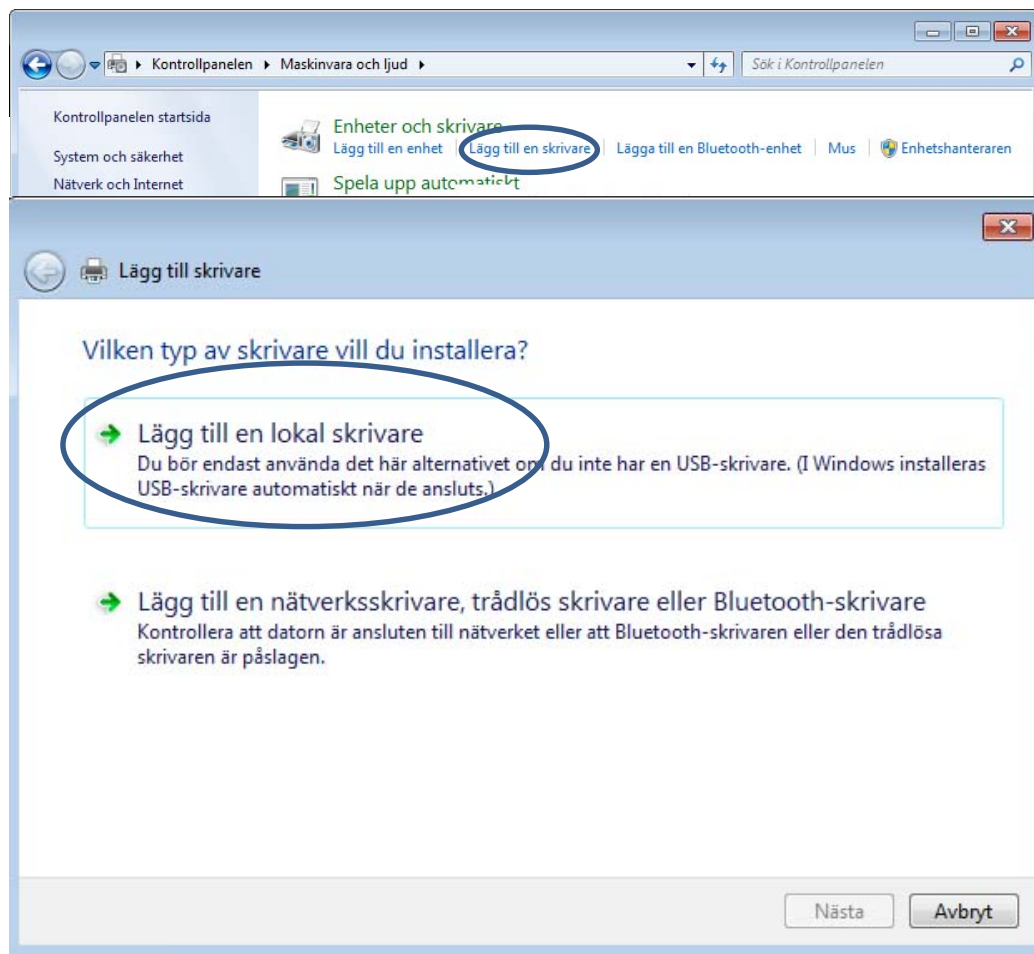 Kontrollpanelen ▸ Maskinvara och ljud ▸
Sök i Kontrollpanelen
Kontrollpanelen startsida
System och säkerhet
Nätverk och Internet
Enheter och skrivare
Lägg till en enhet | Lägg till en skrivare | Lägga till en Bluetooth-enhet | Mus | Enhetshanteraren
Spela upp automatiskt
Lägg till skrivare
Vilken typ av skrivare vill du installera?
Lägg till en lokal skrivare
Du bör endast använda det här alternativet om du inte har en USB-skrivare. (I Windows installeras
USB-skrivare automatiskt när de ansluts.)
Lägg till en nätverksskrivare, trådlös skrivare eller Bluetooth-skrivare
Kontrollera att datorn är ansluten till nätverket eller att Bluetooth-skrivaren eller den trådlösa
skrivaren är påslagen.
Nästa
Avbryt